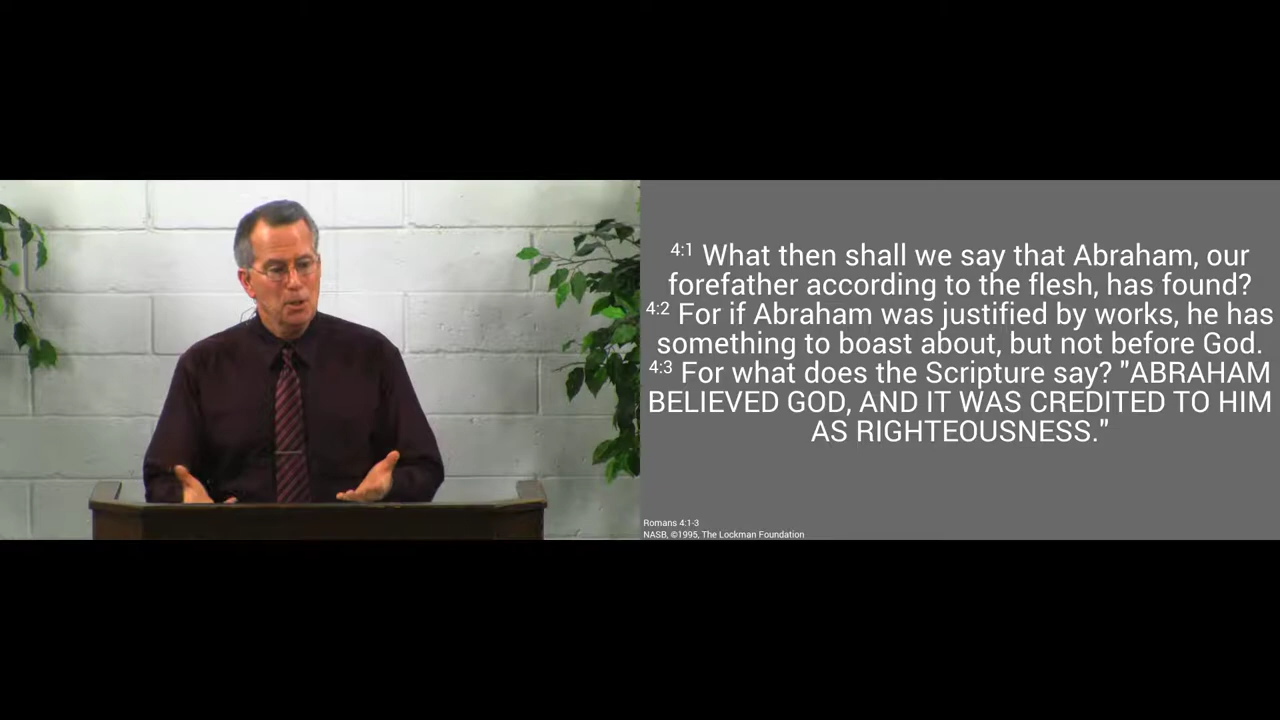 4:1 What then shall we say that Abraham, our
forefather according to the flesh, has found?
4:2 For if Abraham was justified by works, he has
something to boast about, but not before God.
4:3 For what does the Scripture say? "ABRAHAM
BELIEVED GOD, AND IT WAS CREDITED TO HIM
AS RIGHTEOUSNESS."
Romans 4:1-3
NASB, ©1995, The Lockman Foundation